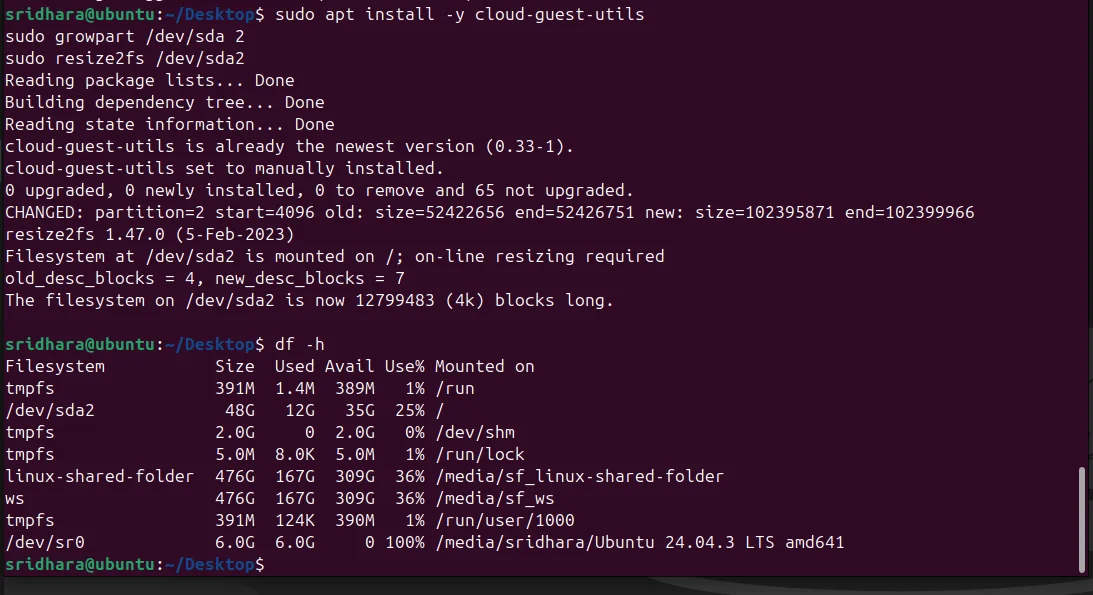 sridhara@ubuntu:~/Desktop$ sudo apt install -y cloud-guest-utils
sudo growpart /dev/sda 2
sudo resize2fs /dev/sda2
Reading package lists... Done
Building dependency tree... Done
Reading state information... Done
cloud-guest-utils is already the newest version (0.33-1).
cloud-guest-utils set to manually installed.
0 upgraded, 0 newly installed, 0 to remove and 65 not upgraded.
CHANGED: partition=2 start=4096 old: size=52422656 end=52426751 new: size=102395871 end=102399966
resize2fs 1.47.0 (5-Feb-2023)
Filesystem at /dev/sda2 is mounted on /; on-line resizing required
old_desc_blocks = 4, new_desc_blocks = 7
The filesystem on /dev/sda2 is now 12799483 (4k) blocks long.

sridhara@ubuntu:~/Desktop$ df -h
Filesystem           Size  Used Avail Use% Mounted on
tmpfs                391M  1.4M  389M   1% /run
/dev/sda2             48G   12G   35G  25% /
tmpfs                2.0G     0  2.0G   0% /dev/shm
tmpfs                5.0M  8.0K  5.0M   1% /run/lock
linux-shared-folder  476G  167G  309G  36% /media/sf_linux-shared-folder
ws                   476G  167G  309G  36% /media/sf_ws
tmpfs                391M  124K  390M   1% /run/user/1000
/dev/sr0             6.0G  6.0G     0 100% /media/sridhara/Ubuntu 24.04.3 LTS amd641
sridhara@ubuntu:~/Desktop$